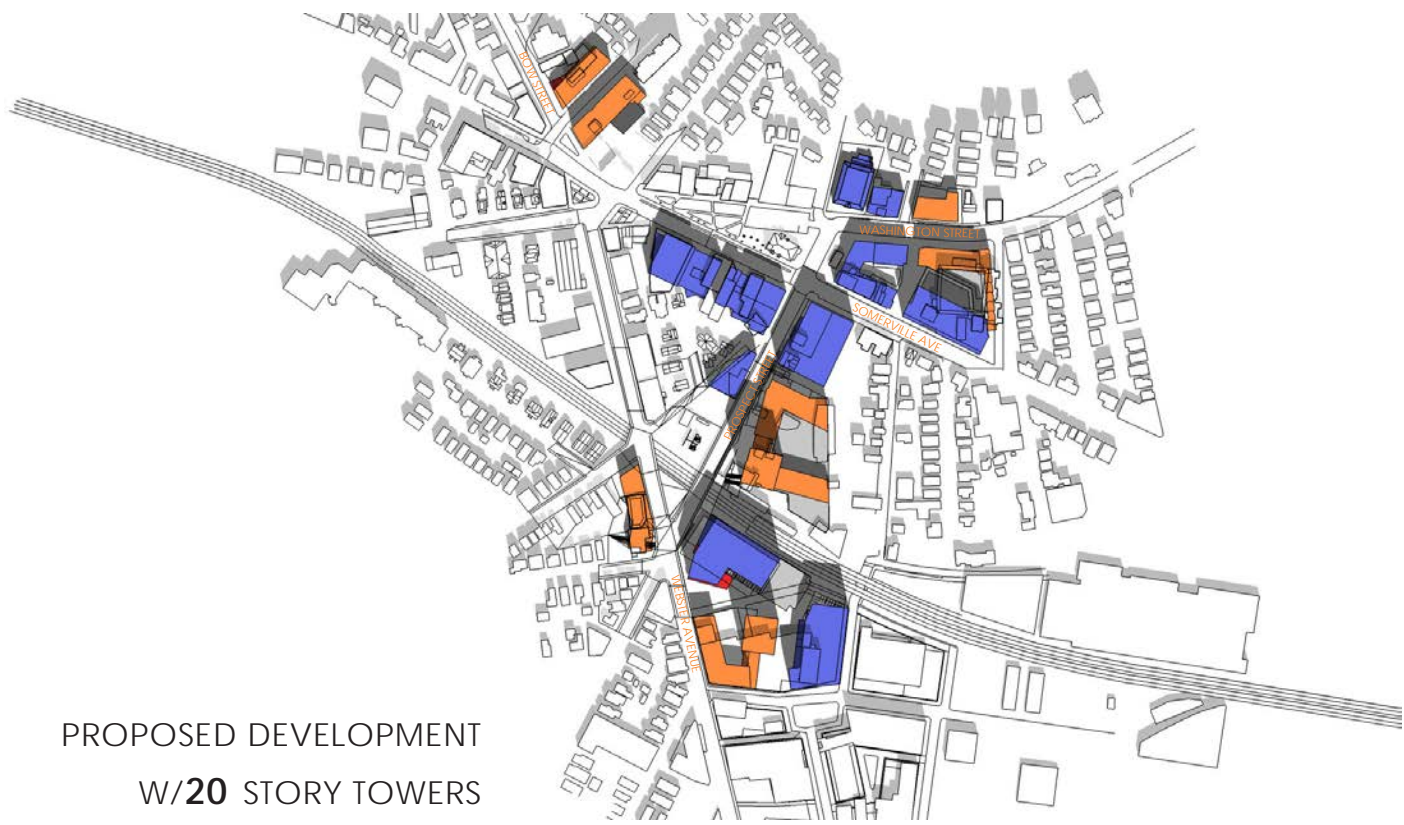 BOW STREET
WASHINGTON STREET
SOMERVILLE AVE
PROSPECT STREET
WEBSTER AVENUE
PROPOSED DEVELOPMENT
W/20 STORY TOWERS